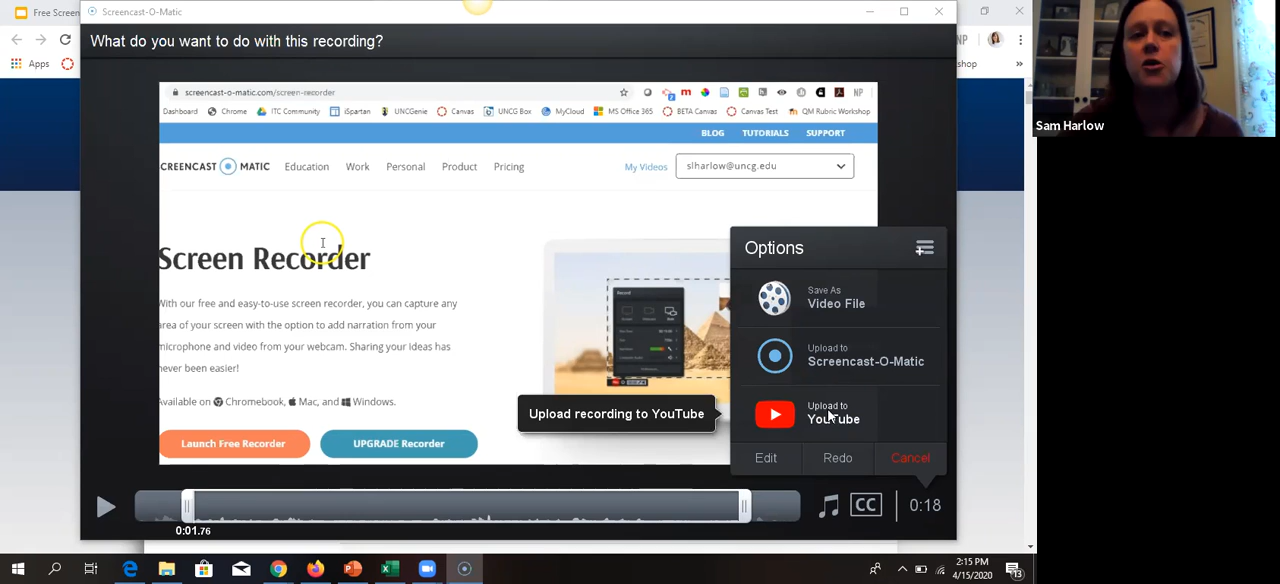 Free Screen
Screencast-O-Matic
What do you want to do with this recording?
NP
Apps
shop
screencast-o-matic.com/screen-recorder
NP
Dashboard Chrome ITC Community iSpartan UNCGenie Canvas UNCG Box MyCloud MS Office 365 BETA Canvas Canvas Test QM Rubric Workshop
BLOG TUTORIALS SUPPORT
SCREENCAST MATIC Education Work Personal Product Pricing My Videos slharlow@uncg.edu
Screen Recorder
With our free and easy-to-use screen recorder, you can capture any
area of your screen with the option to add narration from your
microphone and video from your webcam. Sharing your ideas has
never been easier!
Available on Chromebook, Mac, and Windows.
Launch Free Recorder UPGRADE Recorder
Options
Save As
Video File
Upload to
Screencast-O-Matic
Upload to
YouTube
Upload recording to YouTube
Edit Redo Cancel
CC 0:18
0:01.76
Sam Harlow
2:15 PM
4/15/2020
13